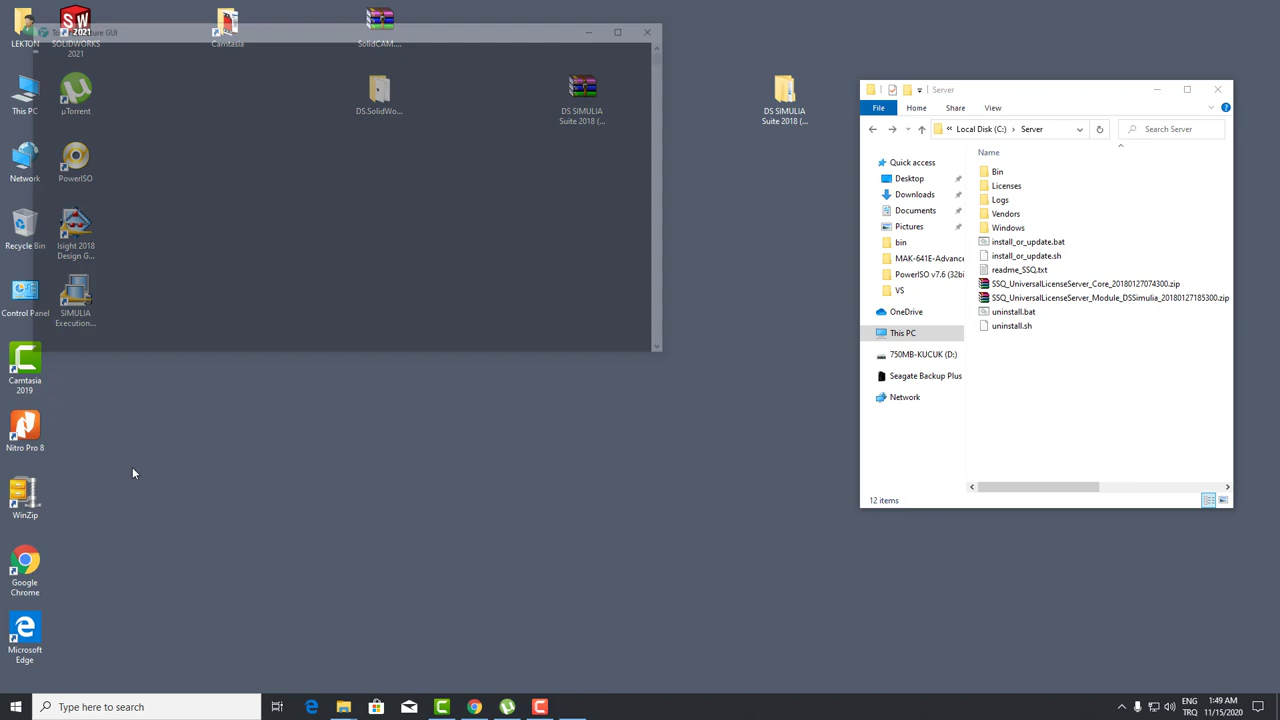 LEKTON
SOLIDWORKS
2021
Camtasia
SolidCAM....
This PC
µTorrent
DS.SolidWo...
DS SIMULIA
Suite 2018 (...
DS SIMULIA
Suite 2018 (...
Network
PowerISO
Recycle Bin
Isight 2018
Design G...
Control Panel
SIMULIA
Execution...
Camtasia
2019
Nitro Pro 8
WinZip
Google
Chrome
Microsoft
Edge
Server
File
Home
Share
View
« Local Disk (C:) > Server
Search Server
Name
Quick access
Desktop
Downloads
Documents
Pictures
bin
MAK-641E-Advance
PowerISO v7.6 (32bi
VS
OneDrive
This PC
750MB-KUCUK (D:)
Seagate Backup Plus
Network
Bin
Licenses
Logs
Vendors
Windows
install_or_update.bat
install_or_update.sh
readme_SSQ.txt
SSQ_UniversalLicenseServer_Core_20180127074300.zip
SSQ_UniversalLicenseServer_Module_DSSimulia_20180127185300.zip
uninstall.bat
uninstall.sh
12 items
Type here to search
ENG
TRQ
1:49 AM
11/15/2020